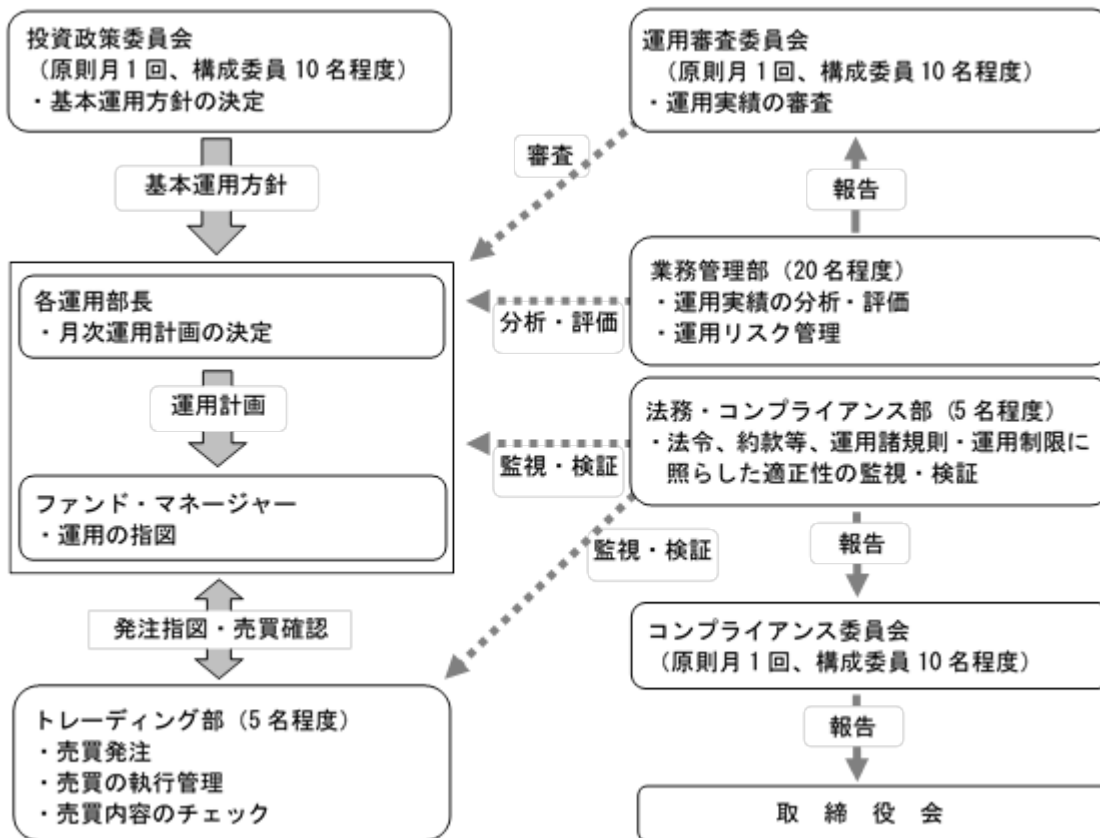 投資政策委員会
（原則月１回、構成委員 10 名程度）
・基本運用方針の決定
基本運用方針
各運用部長
・月次運用計画の決定
運用計画
ファンド・マネージャー
・運用の指図
発注指図・売買確認
トレーディング部（5 名程度）
・売買発注
・売買の執行管理
・売買内容のチェック
審査
分析・評価
監視・検証
監視・検証
運用審査委員会
（原則月１回、構成委員 10 名程度）
・運用実績の審査
報告
業務管理部（20 名程度）
・運用実績の分析・評価
・運用リスク管理
法務・コンプライアンス部（5 名程度）
・法令、約款等、運用諸規則・運用制限に
照らした適正性の監視・検証
報告
コンプライアンス委員会
（原則月１回、構成委員 10 名程度）
報告
取 締 役 会